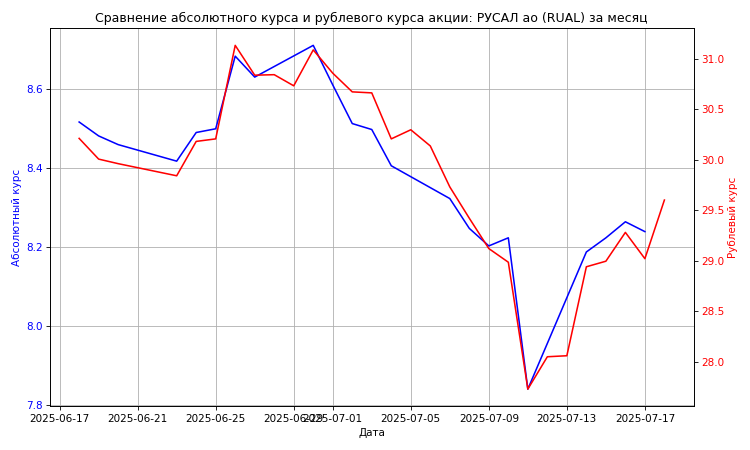 Сравнение абсолютного курса и рублевого курса акции: РУСАЛ ао (RUAL) за месяц
Абсолютный курс
8.6
8.4
8.2
8.0
7.8
31.0
30.5
30.0
29.5
29.0
28.5
28.0
Рублевый курс
2025-06-17 2025-06-21 2025-06-25 2025-06-29 2025-07-01 2025-07-05 2025-07-09 2025-07-13 2025-07-17
Дата